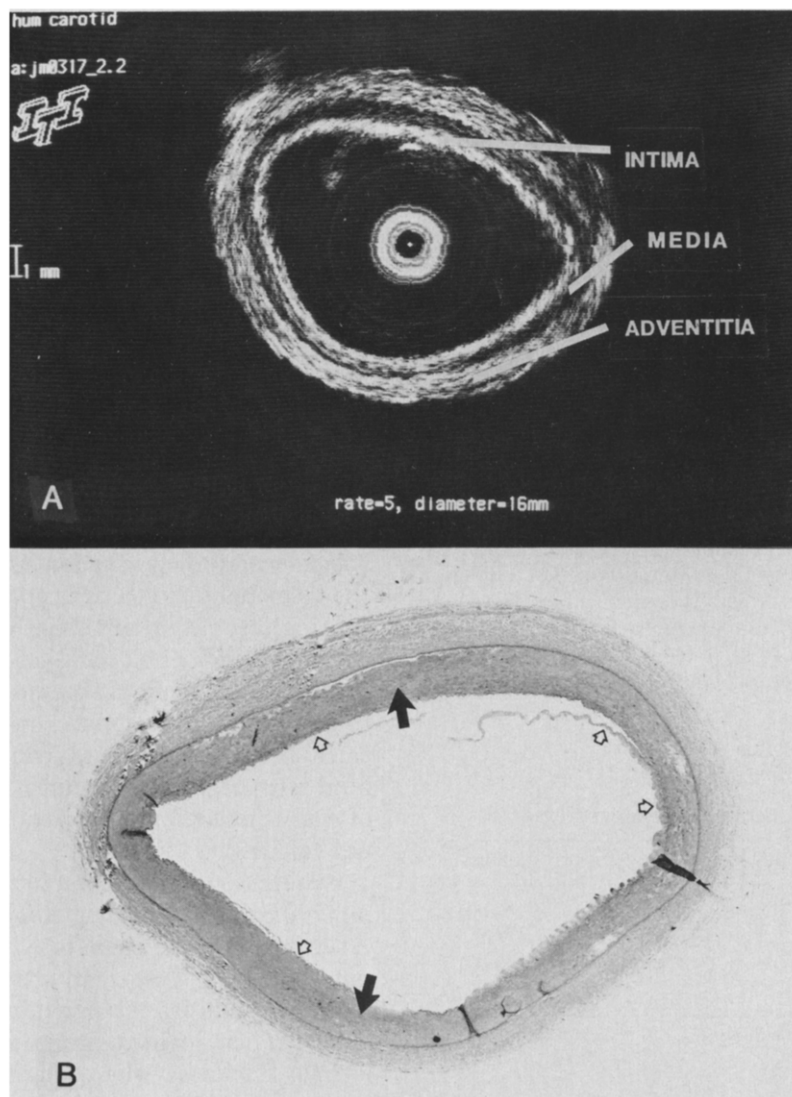 hum carotid
a:jm0317_2.2
INTIMA
MEDIA
1 mm
ADVENTITIA
A
rate=5, diameter=16mm
B